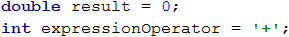 double result = 0;
int expressionOperator = '+';